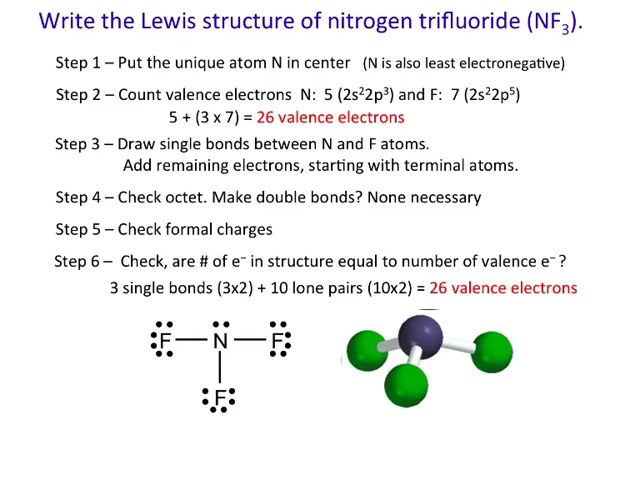 Write the Lewis structure of nitrogen trifluoride (NF₃).
Step 1 – Put the unique atom N in center (N is also least electronegative)
Step 2 – Count valence electrons N: 5 (2s²2p³) and F: 7 (2s²2p⁵)
5 + (3 x 7) = 26 valence electrons
Step 3 – Draw single bonds between N and F atoms.
Add remaining electrons, starting with terminal atoms.
Step 4 – Check octet. Make double bonds? None necessary
Step 5 – Check formal charges
Step 6 – Check, are # of e⁻ in structure equal to number of valence e⁻ ?
3 single bonds (3x2) + 10 lone pairs (10x2) = 26 valence electrons
F N F
F